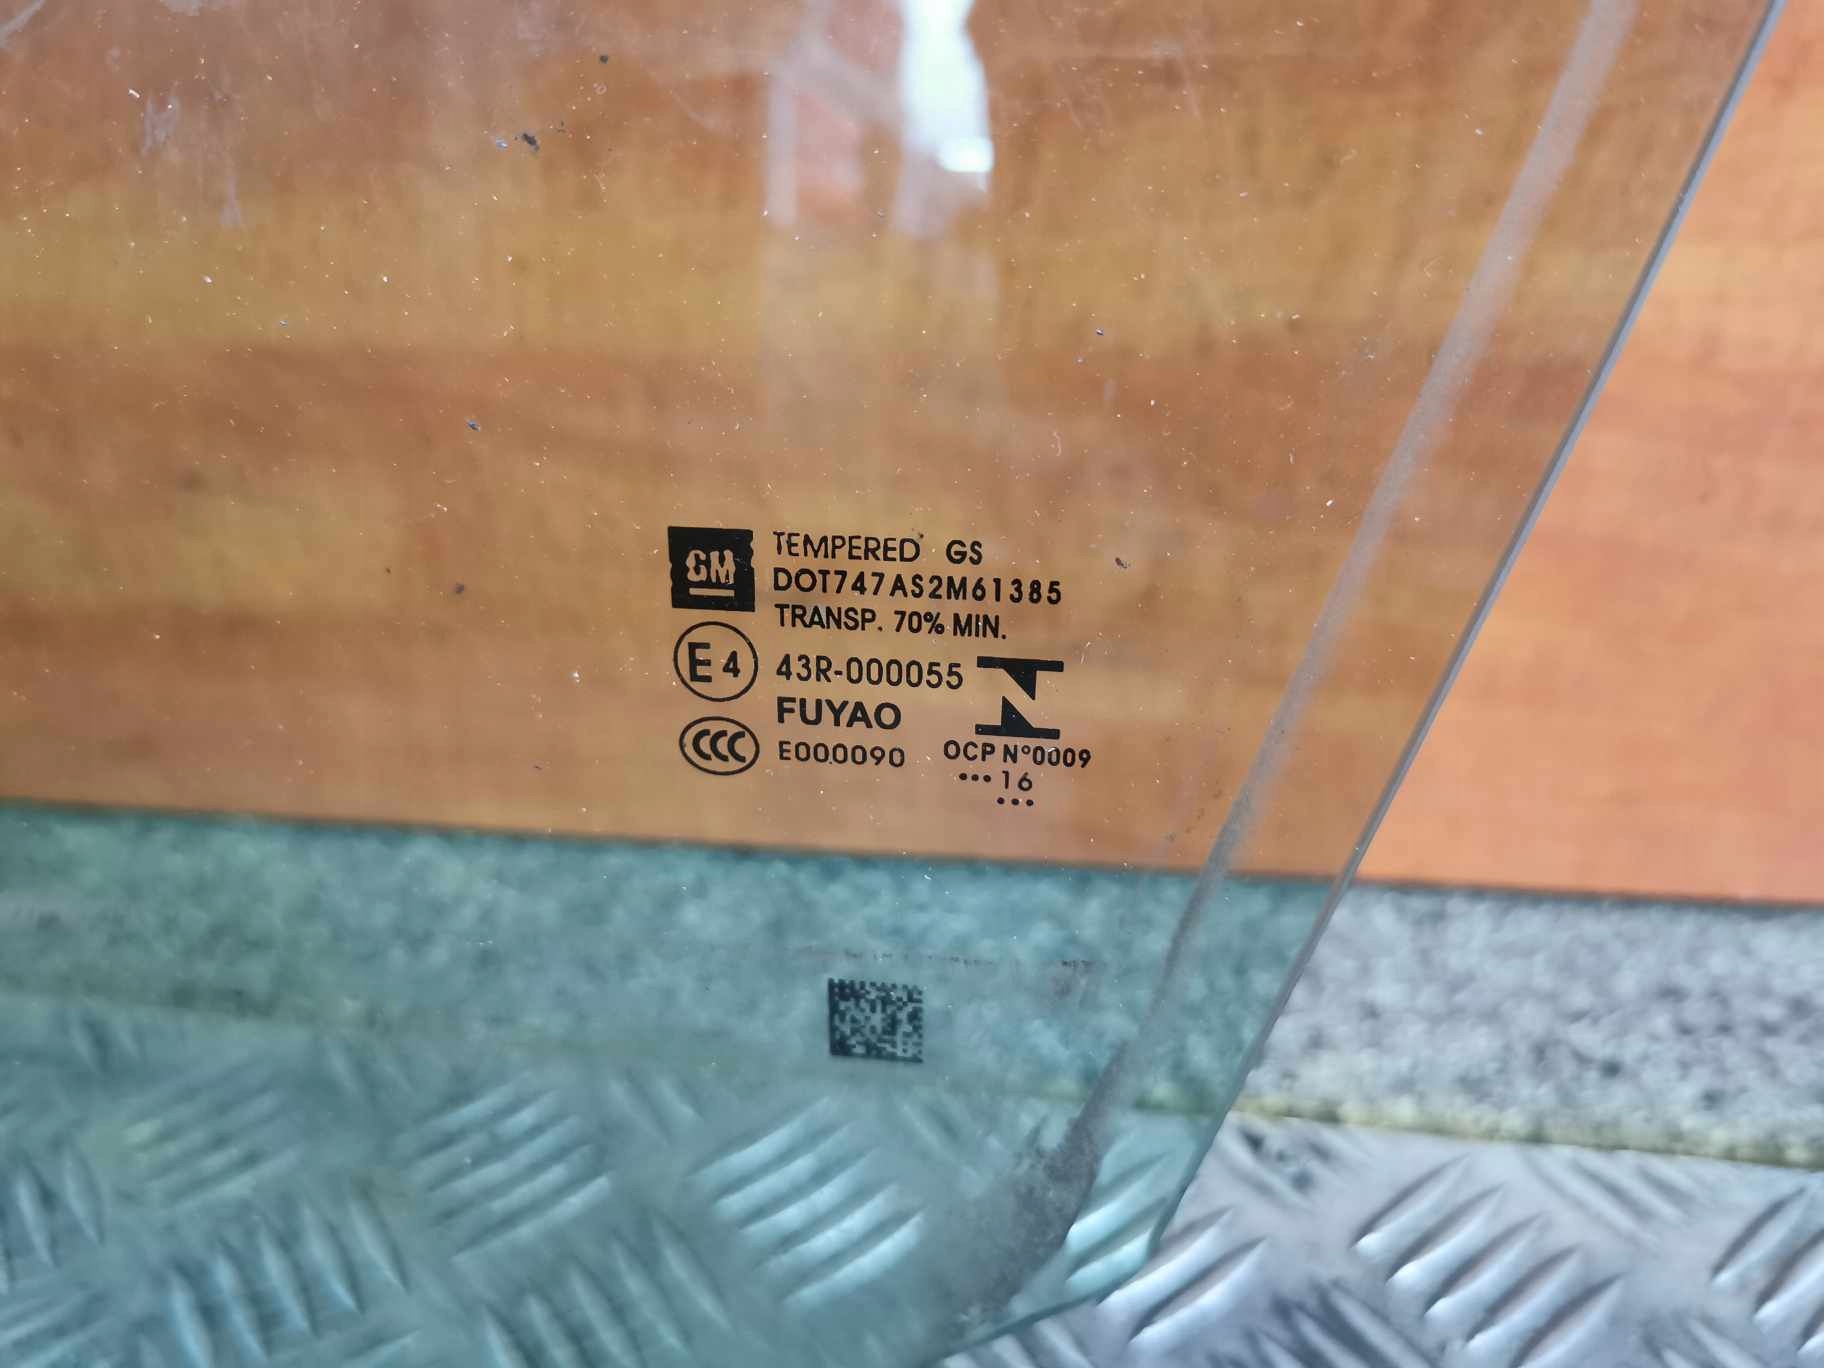 GM
TEMPERED GS
DOT747AS2M61385
TRANSP. 70% MIN.
E4 43R-000055
FUYAO
CCC E000090 OCP N°0009
•••16
•••